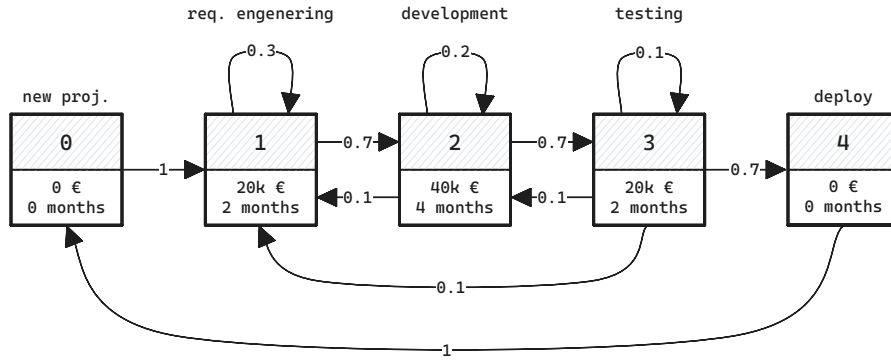 req. engenering
development
testing
0.3
0.2
0.1
new proj.
deploy
0
1
2
3
4
0.7
0.7
1
0.7
0 €
0 months
20k €
2 months
40k €
4 months
20k €
2 months
0 €
0 months
0.1
0.1
0.1
1